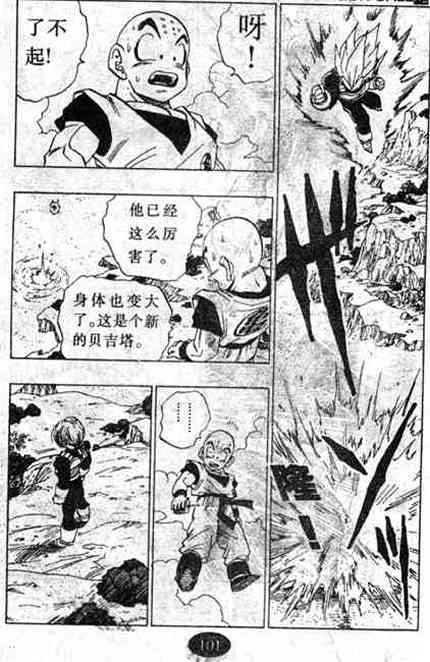 隆！
呀！
了不
起！
他已经
这么厉
害了。
身体也变大
了。这是个新
的贝吉塔。
……
……
101